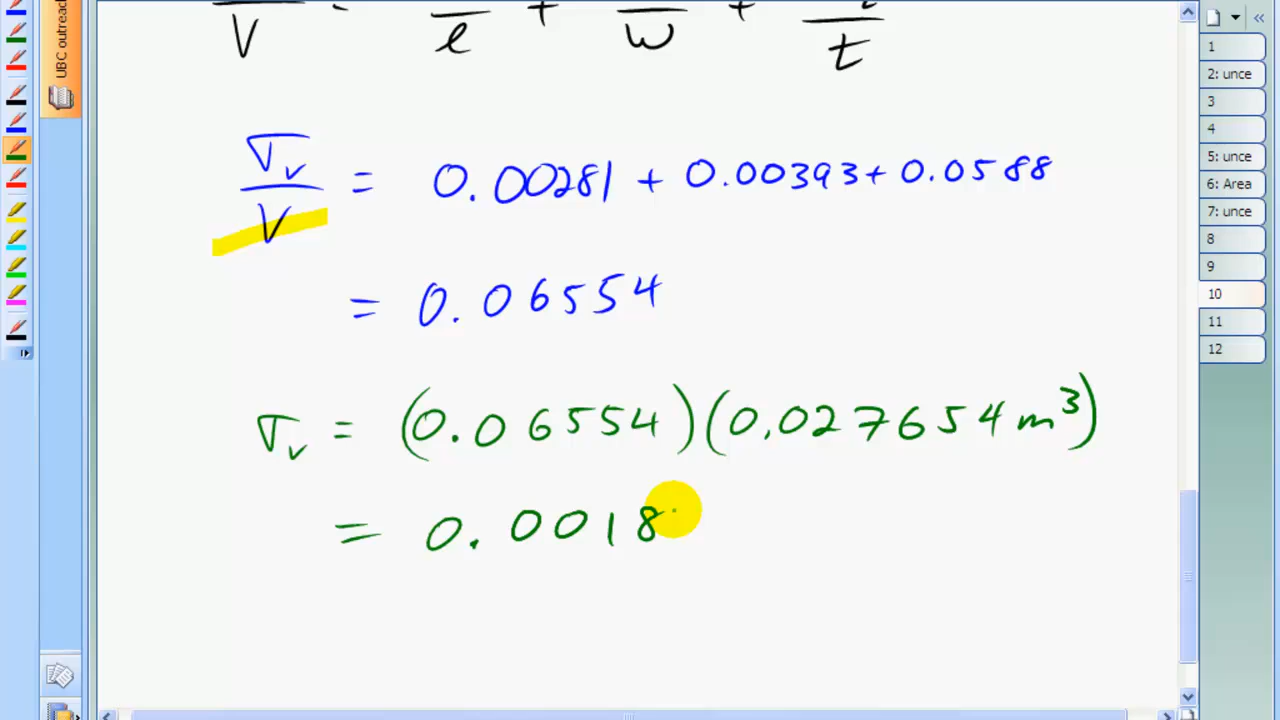 V = l + w + t
σv/V = 0.00281 + 0.00393 + 0.0588
= 0.06554
σv = (0.06554)(0.027654 m³)
= 0.0018
UBC outreach
1
2: unce
3
4
5: unce
6: Area
7: unce
8
9
10
11
12